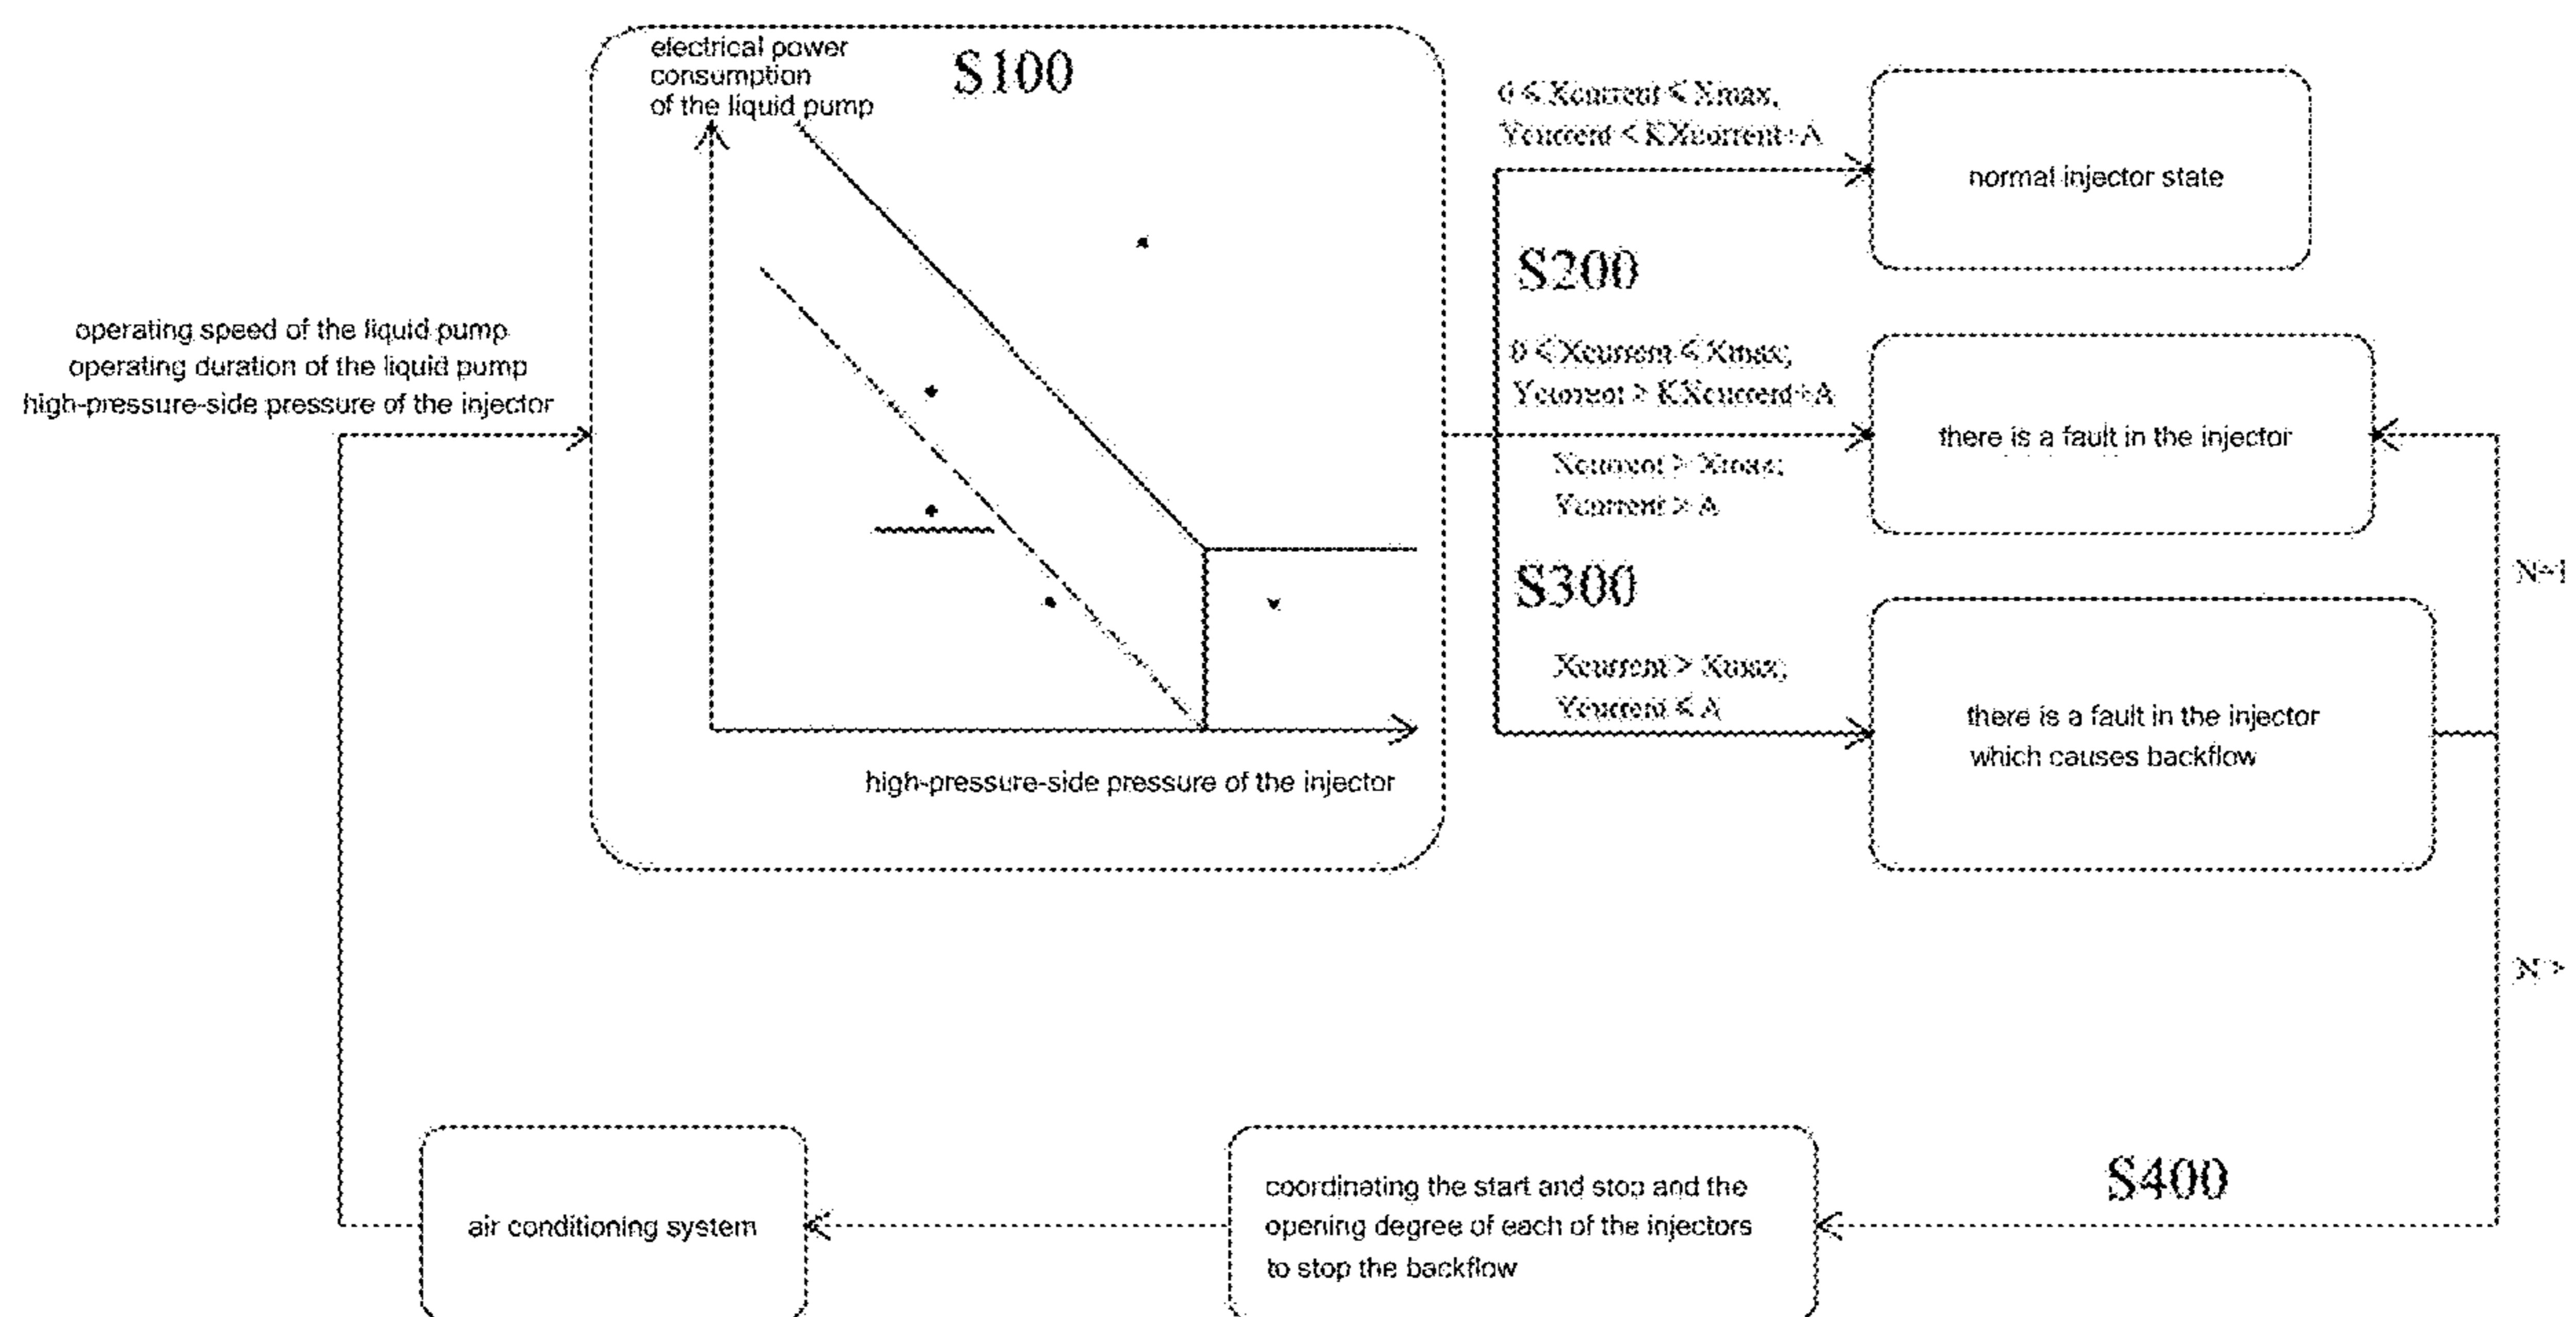 electrical power
consumption
of the liquid pump
S100
0 < Xcurrent < Xmax;
Ycurrent < KXcurrent+A
normal injector state
S200
operating speed of the liquid pump
operating duration of the liquid pump
high-pressure-side pressure of the injector
0 < Xcurrent < Xmax;
Ycurrent > KXcurrent+A
there is a fault in the injector
Xcurrent > Xmax;
Ycurrent > A
S300
N=1
Xcurrent > Xmax;
Ycurrent < A
there is a fault in the injector
which causes backflow
high-pressure-side pressure of the injector
N >
S400
coordinating the start and stop and the
opening degree of each of the injectors
to stop the backflow
air conditioning system